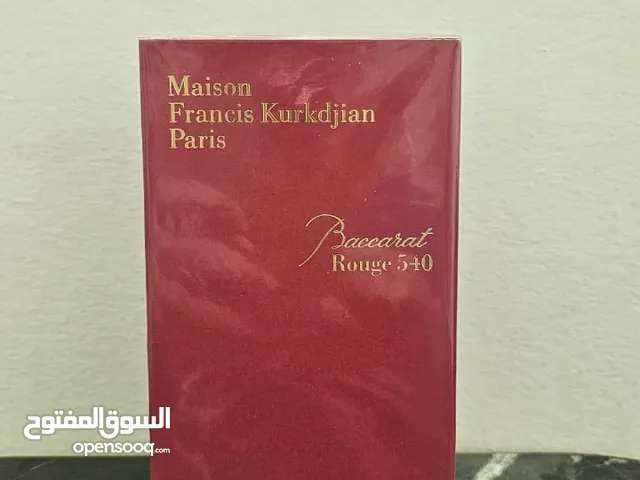 Maison
Francis Kurkdjian
Paris
Baccarat
Rouge 540
السوق المفتوح
opensooq.com